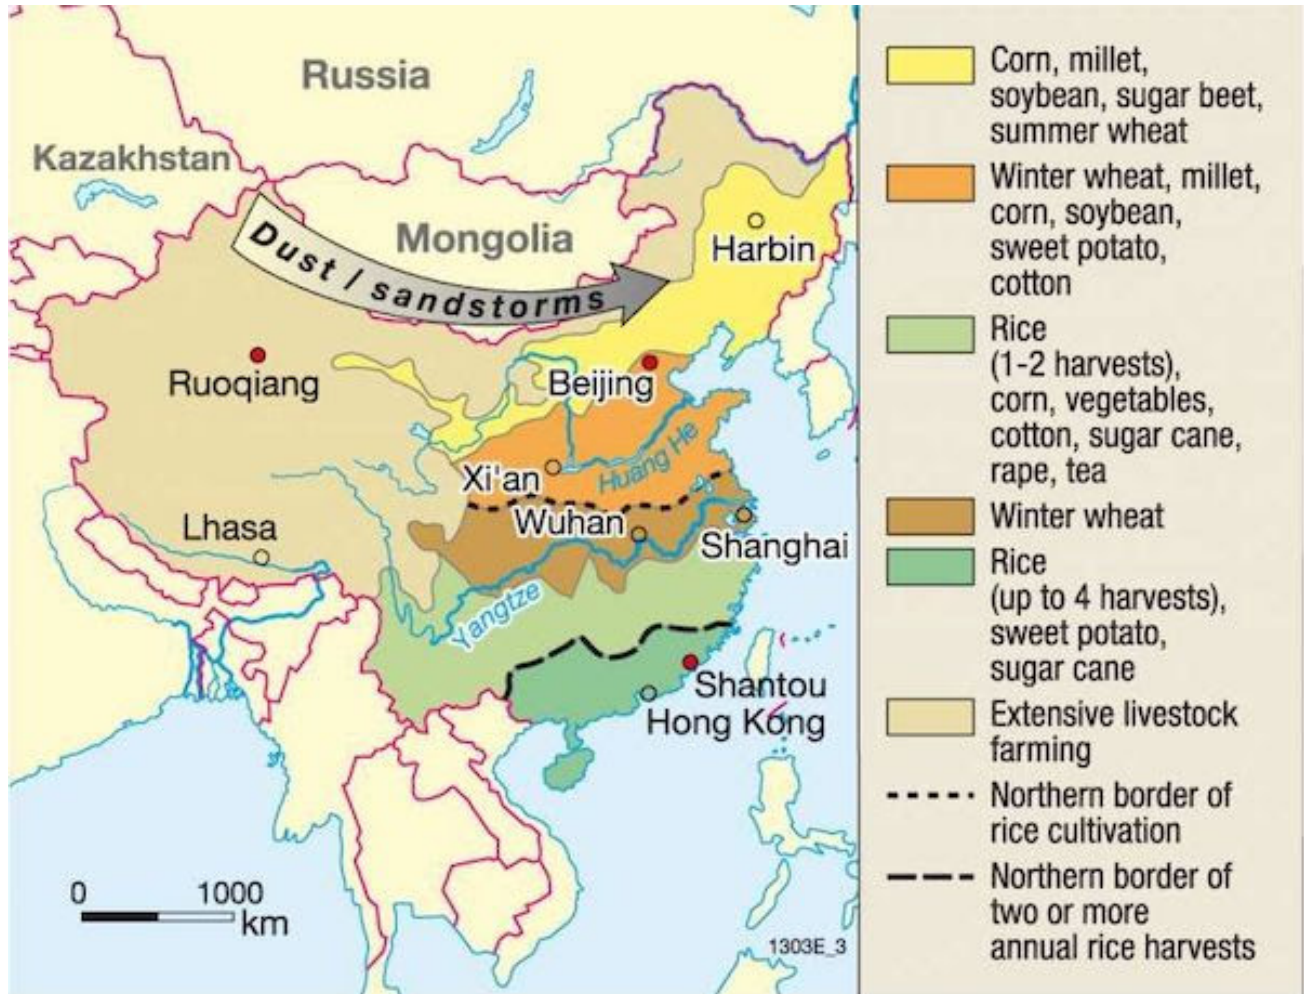 Russia
Kazakhstan
Mongolia
Dust / sandstorms
Harbin
Ruoqiang
Beijing
Huang He
Xi'an
Wuhan
Lhasa
Shanghai
Yangtze
Shantou
Hong Kong
0 1000
km
1303E_3
Corn, millet,
soybean, sugar beet,
summer wheat
Winter wheat, millet,
corn, soybean,
sweet potato,
cotton
Rice
(1-2 harvests),
corn, vegetables,
cotton, sugar cane,
rape, tea
Winter wheat
Rice
(up to 4 harvests),
sweet potato,
sugar cane
Extensive livestock
farming
Northern border of
rice cultivation
Northern border of
two or more
annual rice harvests